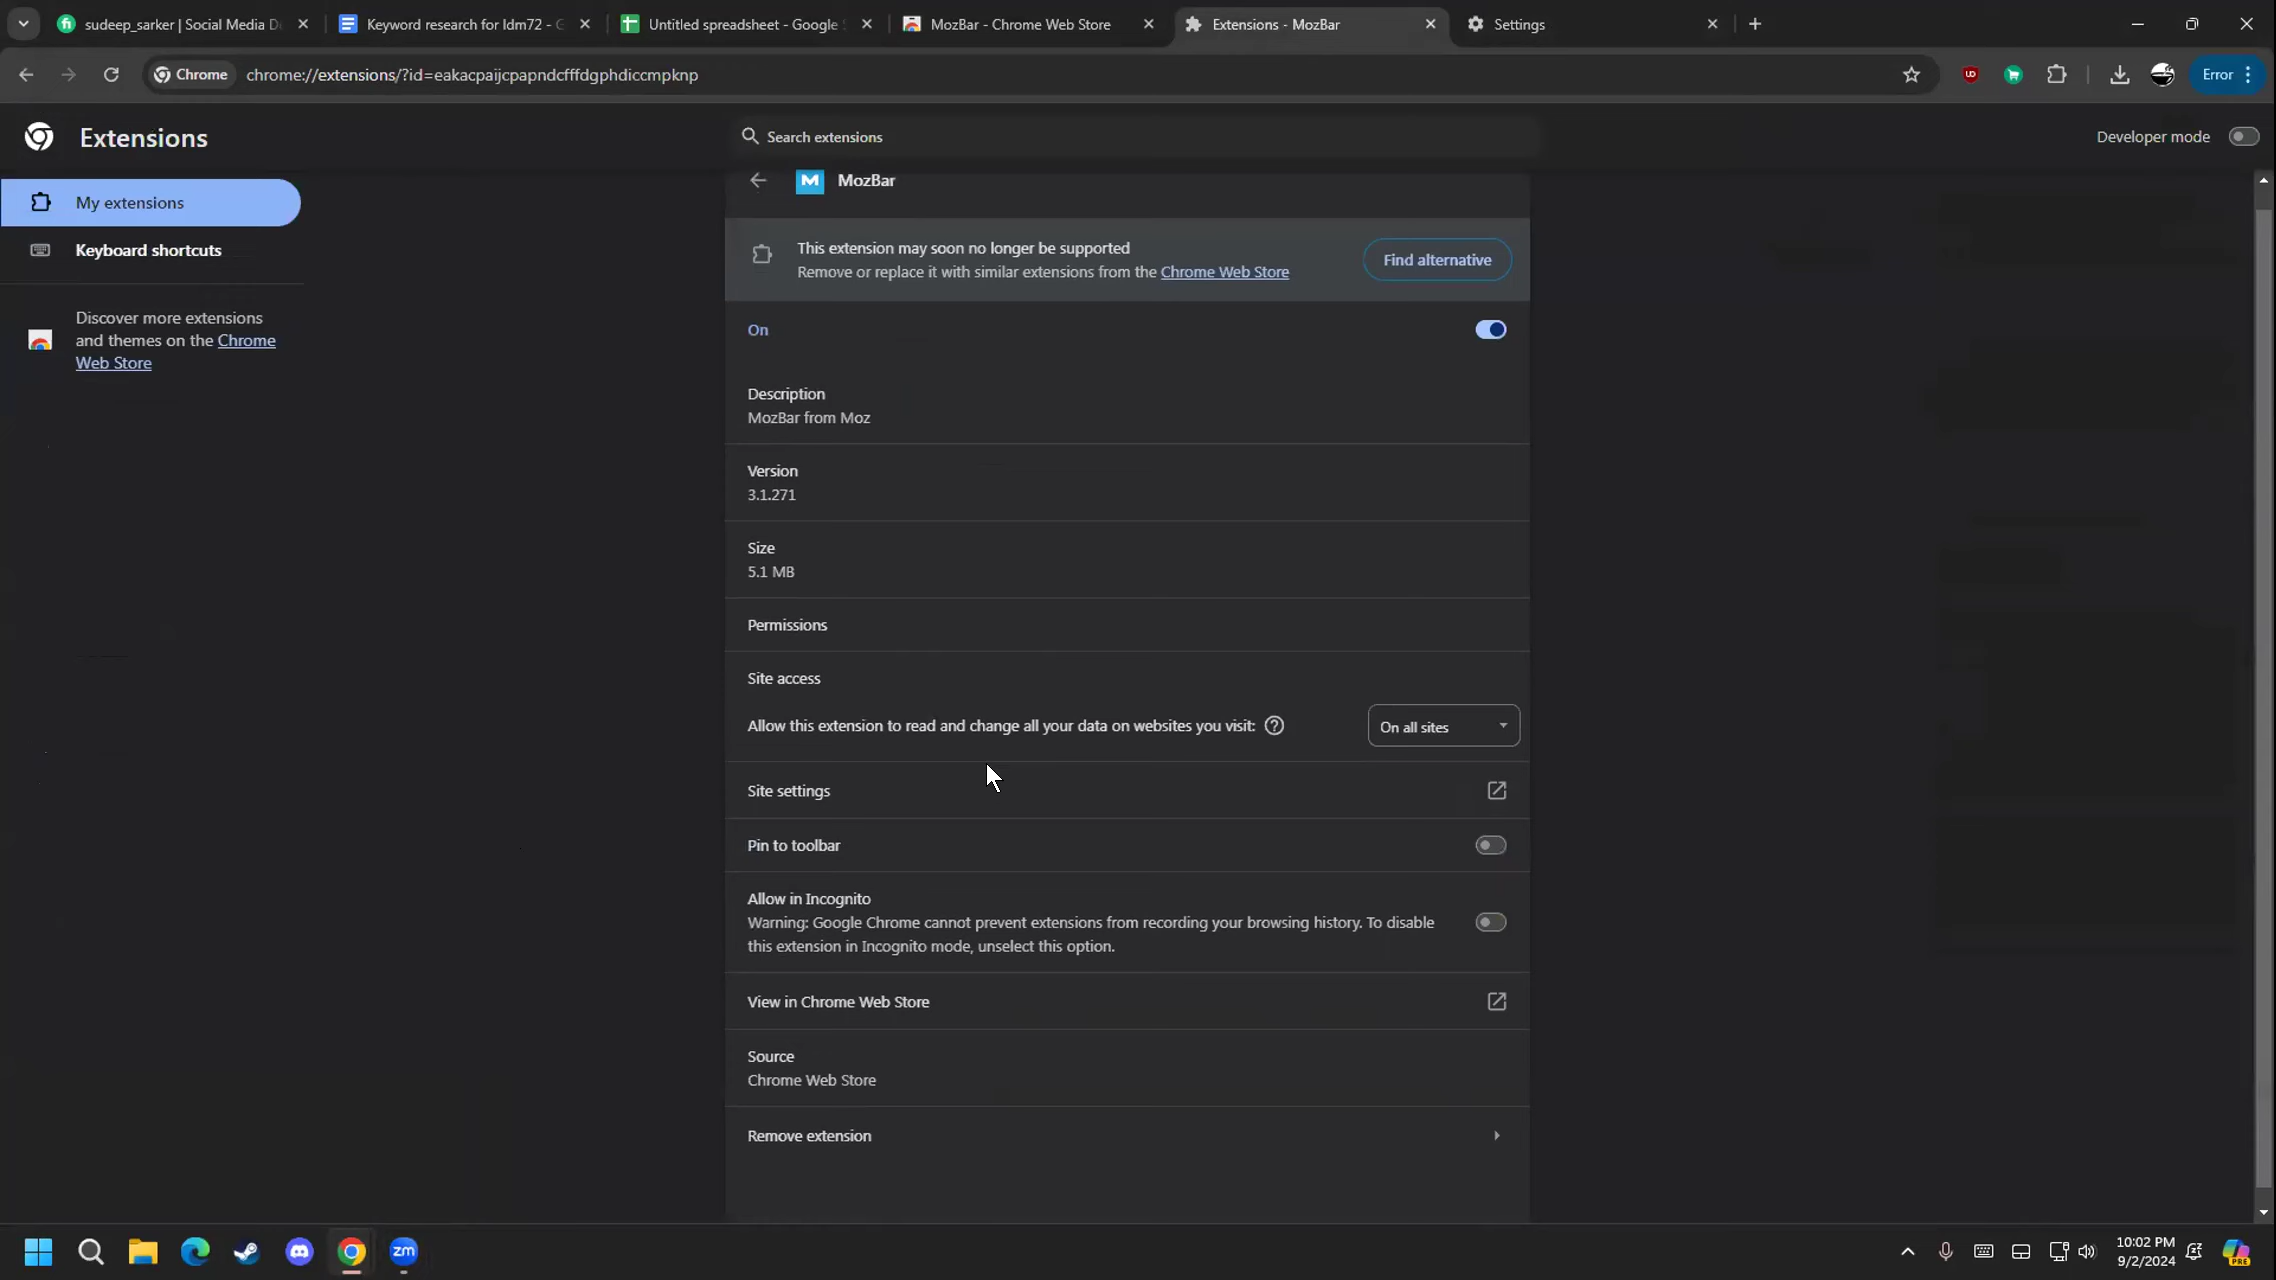 sudeep_sarker | Social Media D
Keyword research for ldm72 - G
Untitled spreadsheet - Google S
MozBar - Chrome Web Store
Extensions - MozBar
Settings
Chrome
chrome://extensions/?id=eakacpaijcpapndcfffdgphdiccmpknp
Error
Extensions
Search extensions
Developer mode
My extensions
Keyboard shortcuts
Discover more extensions
and themes on the Chrome
Web Store
MozBar
This extension may soon no longer be supported
Remove or replace it with similar extensions from the Chrome Web Store
Find alternative
On
Description
MozBar from Moz
Version
3.1.271
Size
5.1 MB
Permissions
Site access
Allow this extension to read and change all your data on websites you visit:
On all sites
Site settings
Pin to toolbar
Allow in Incognito
Warning: Google Chrome cannot prevent extensions from recording your browsing history. To disable
this extension in Incognito mode, unselect this option.
View in Chrome Web Store
Source
Chrome Web Store
Remove extension
zm
10:02 PM
9/2/2024
PRE